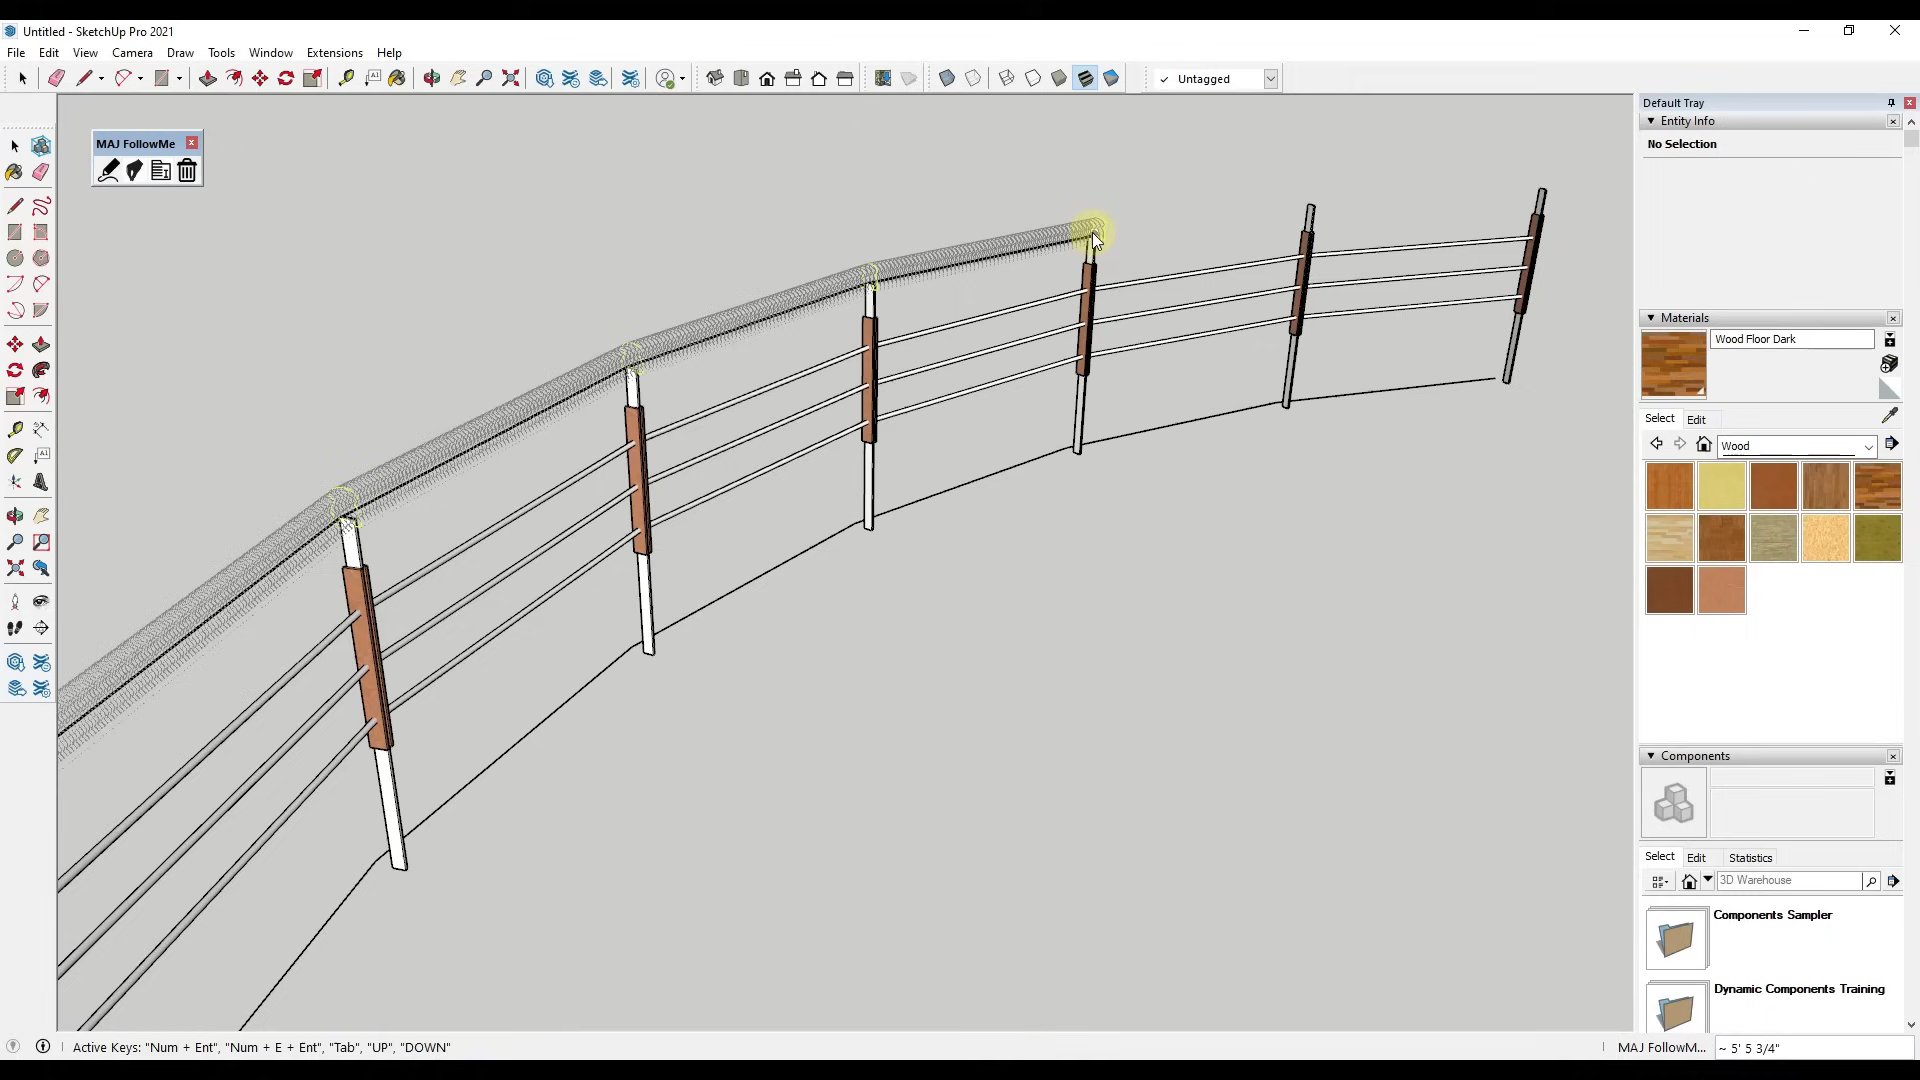 Untitled - SketchUp Pro 2021
File Edit View Camera Draw Tools Window Extensions Help
Untagged
MAJ FollowMe
Default Tray
Entity Info
No Selection
Materials
Wood Floor Dark
Select Edit
Wood
Components
Select Edit Statistics
3D Warehouse
Components Sampler
Dynamic Components Training
Active Keys: "Num + Ent", "Num + E + Ent", "Tab", "UP", "DOWN"
MAJ FollowM... ~ 5' 5 3/4"